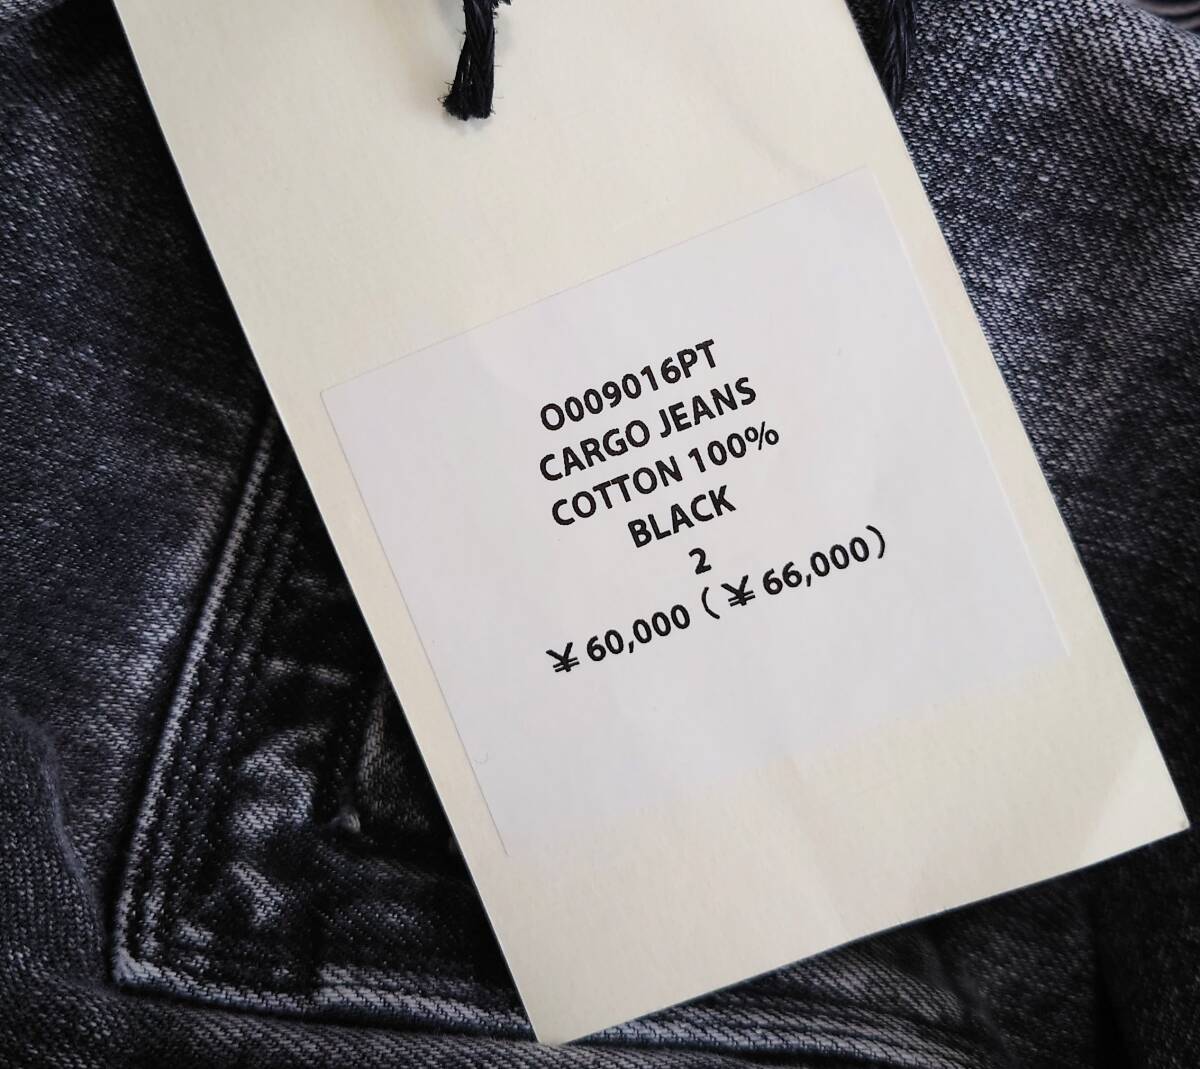 O009016PT
CARGO JEANS
COTTON 100%
BLACK
2
￥60,000（￥66,000）